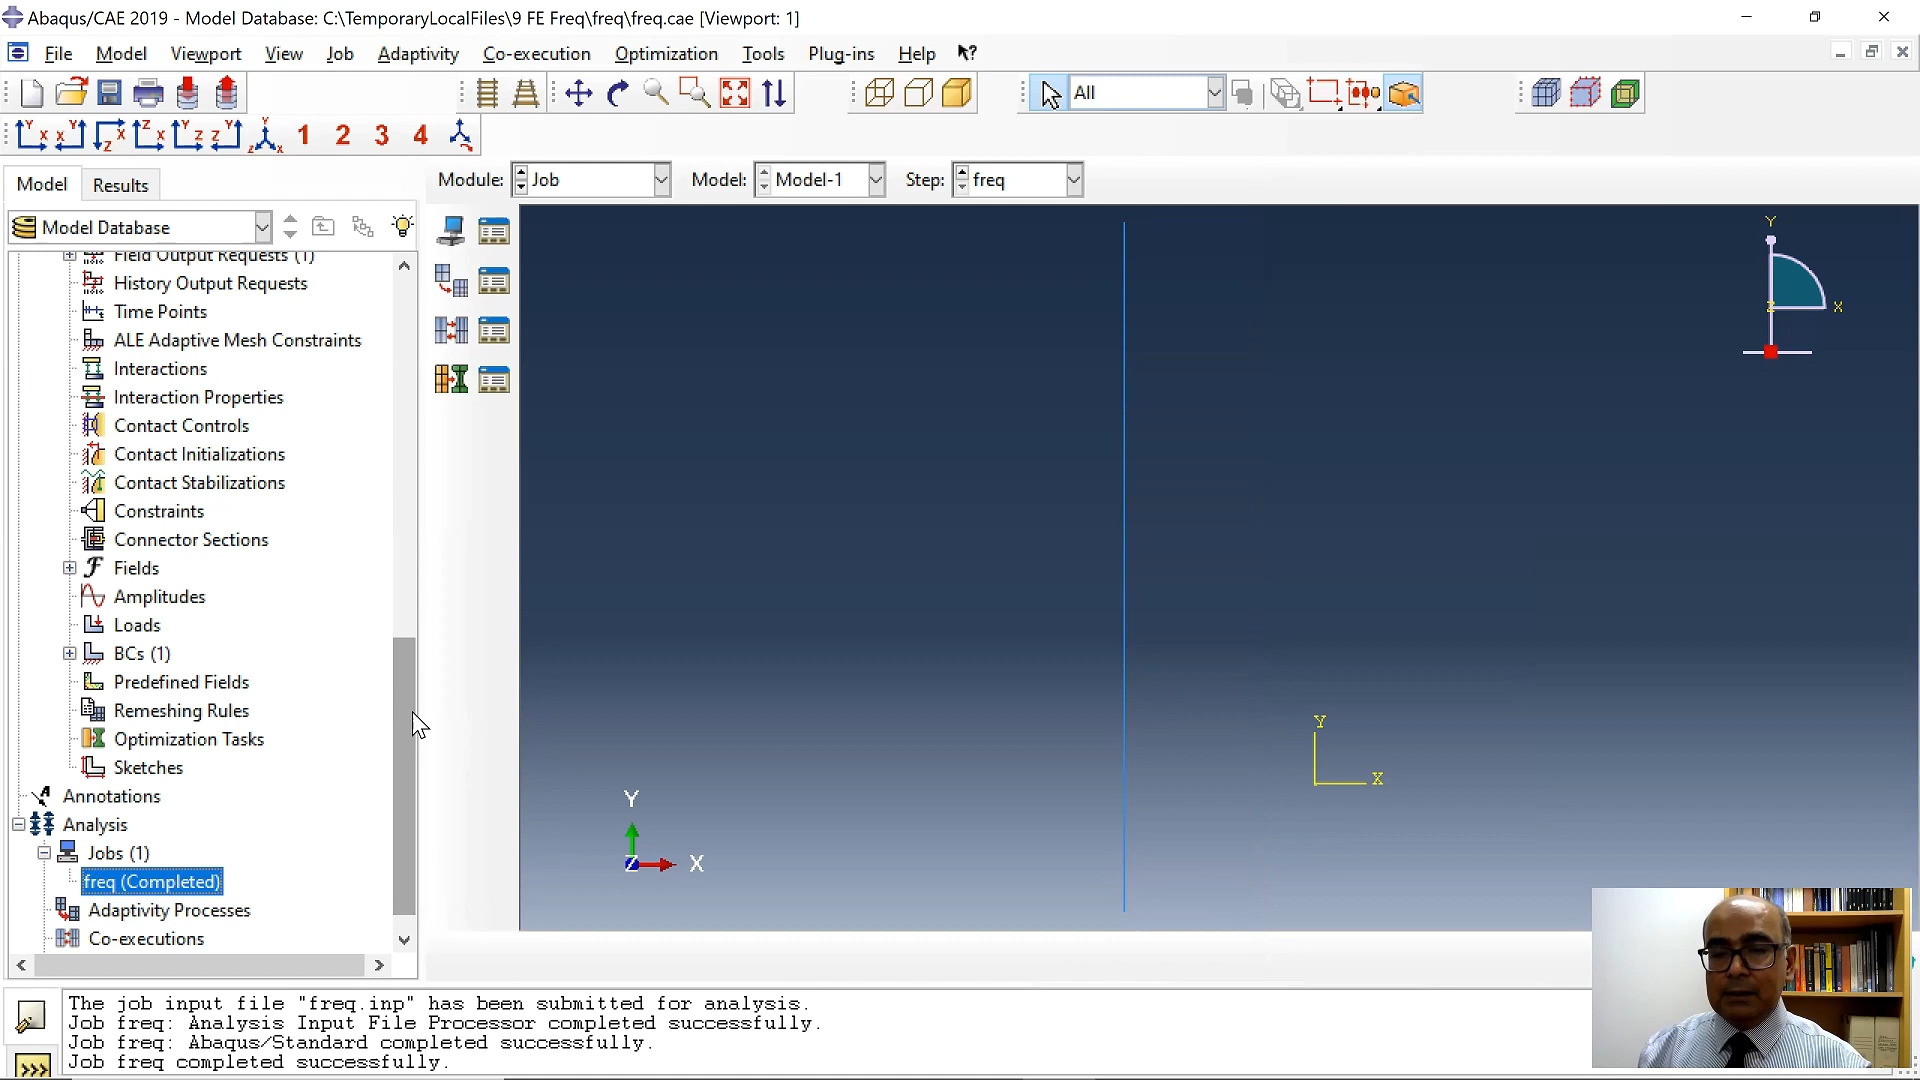 Abaqus/CAE 2019 - Model Database: C:\TemporaryLocalFiles\9 FE Freq\freq\freq.cae [Viewport: 1]
File Model Viewport View Job Adaptivity Co-execution Optimization Tools Plug-ins Help
All
1 2 3 4
Model Results
Module: Job Model: Model-1 Step: freq
Model Database
Field Output Requests (1)
History Output Requests
Time Points
ALE Adaptive Mesh Constraints
Interactions
Interaction Properties
Contact Controls
Contact Initializations
Contact Stabilizations
Constraints
Connector Sections
Fields
Amplitudes
Loads
BCs (1)
Predefined Fields
Remeshing Rules
Optimization Tasks
Sketches
Annotations
Analysis
Jobs (1)
freq (Completed)
Adaptivity Processes
Co-executions
Y
Z X
Y
X
Y
Z X
The job input file "freq.inp" has been submitted for analysis.
Job freq: Analysis Input File Processor completed successfully.
Job freq: Abaqus/Standard completed successfully.
Job freq completed successfully.
>>>